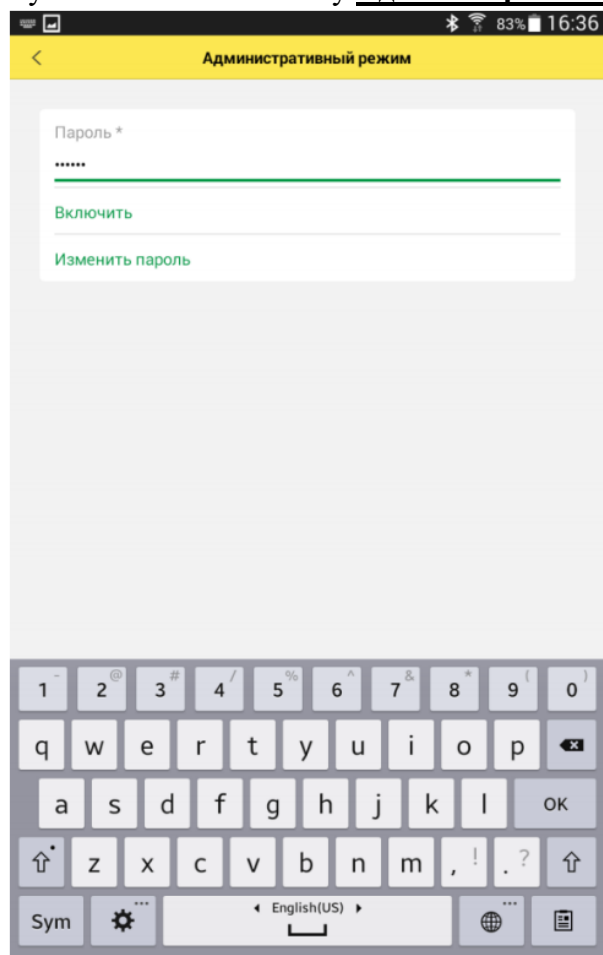 83% 16:36
Административный режим
Пароль *
••••••
Включить
Изменить пароль
1 - 2 @ 3 # 4 / 5 % 6 ^ 7 & 8 * 9 ( 0 )
q w e r t y u i o p
a s d f g h j k l OK
z x c v b n m , ! . ?
Sym English(US)